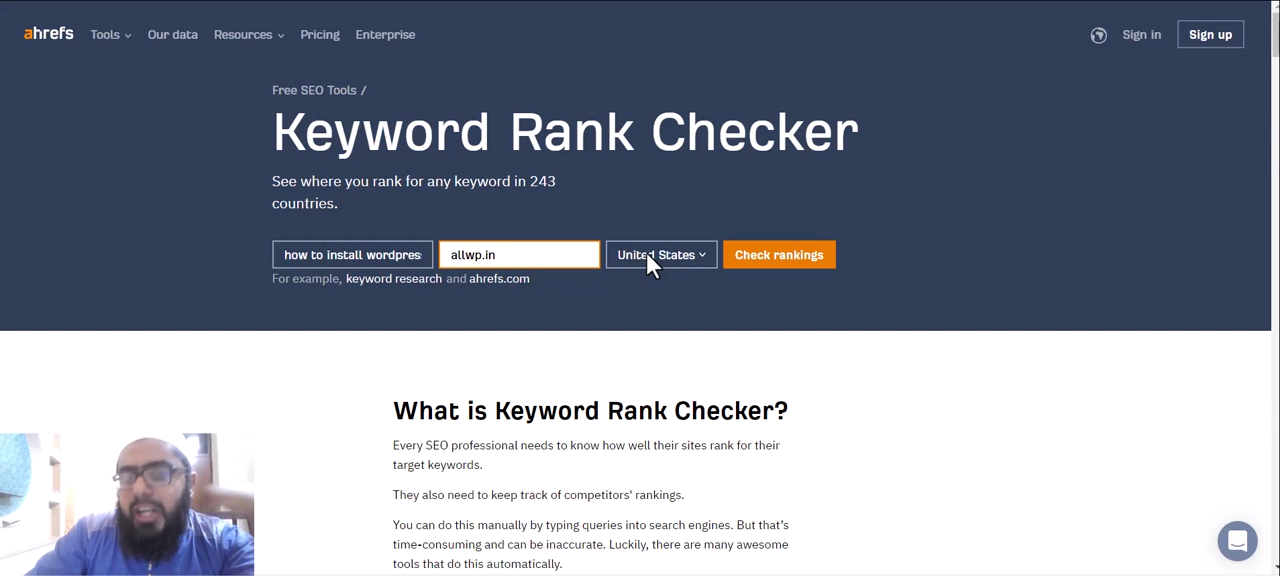 ahrefs Tools Our data Resources Pricing Enterprise Sign in Sign up
Free SEO Tools /
Keyword Rank Checker
See where you rank for any keyword in 243
countries.
how to install wordpres allwp.in United States Check rankings
For example, keyword research and ahrefs.com
What is Keyword Rank Checker?
Every SEO professional needs to know how well their sites rank for their
target keywords.
They also need to keep track of competitors' rankings.
You can do this manually by typing queries into search engines. But that's
time-consuming and can be inaccurate. Luckily, there are many awesome
tools that do this automatically.